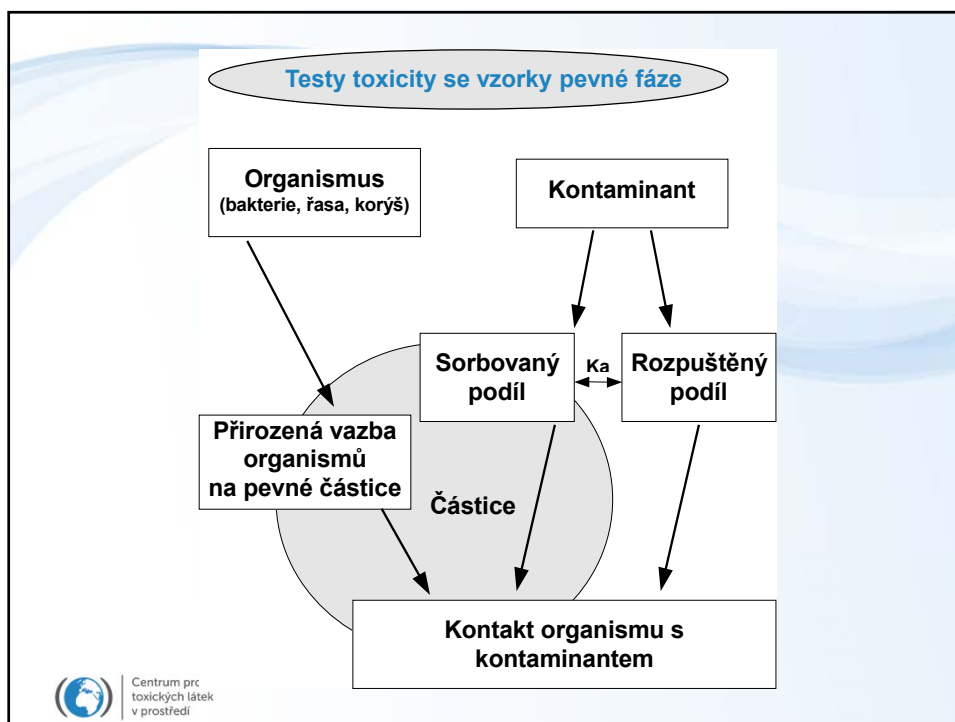 Testy toxicity se vzorky pevné fáze
Organismus
(bakterie, řasa, korýš)
Kontaminant
Sorbovaný
podíl
Ka
Rozpuštěný
podíl
Přirozená vazba
organismů
na pevné částice
Částice
Kontakt organismu s
kontaminantem
Centrum prc
toxických látek
v prostředí